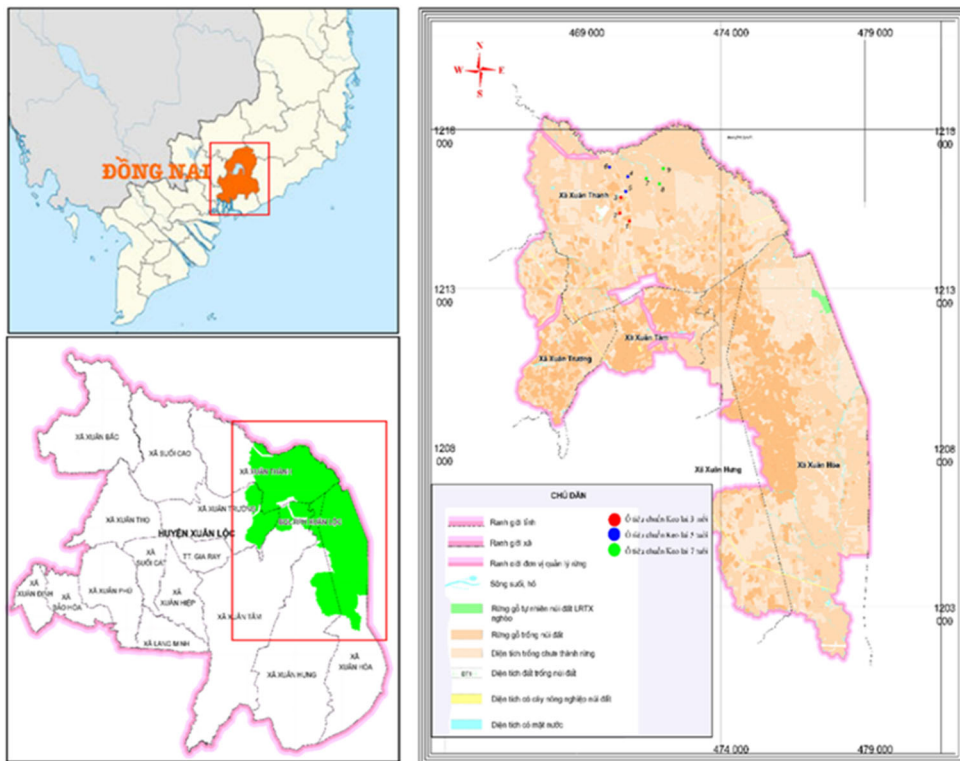 ĐỒNG NAI
XÃ XUÂN BẮC
XÃ SUỐI CAO
XÃ XUÂN THÀNH
XÃ XUÂN TRƯỜNG
XÃ XUÂN THỌ
HUYỆN XUÂN LỘC
TT. GIA RAY
XÃ
SUỐI CÁT
XÃ
XUÂN ĐỊNH
XÃ
BẢO HÒA
XÃ XUÂN PHÚ
XÃ
XUÂN HIỆP
XÃ XUÂN TÂM
XÃ LANG MINH
XÃ XUÂN HƯNG
XÃ
XUÂN HÒA
469 000
474 000
479 000
N
W
E
S
1218
000
1218
000
Xã Xuân Thành
1213
000
1213
000
Xã Xuân Tâm
Xã Xuân Trường
1208
000
1208
000
Xã Xuân Hưng
Xã Xuân Hòa
CHÚ DẪN
Ranh giới tỉnh
Ranh giới xã
Ranh giới đơn vị quản lý rừng
Sông suối, hồ
Rừng gỗ tự nhiên núi đất LRTX
nghèo
Rừng gỗ trồng núi đất
Diện tích trồng chưa thành rừng
Diện tích đất trống núi đất
Diện tích có cây nông nghiệp núi đất
Diện tích có mặt nước
Ô tiêu chuẩn Keo lai 3 tuổi
Ô tiêu chuẩn Keo lai 5 tuổi
Ô tiêu chuẩn Keo lai 7 tuổi
1203
000
474 000
479 000